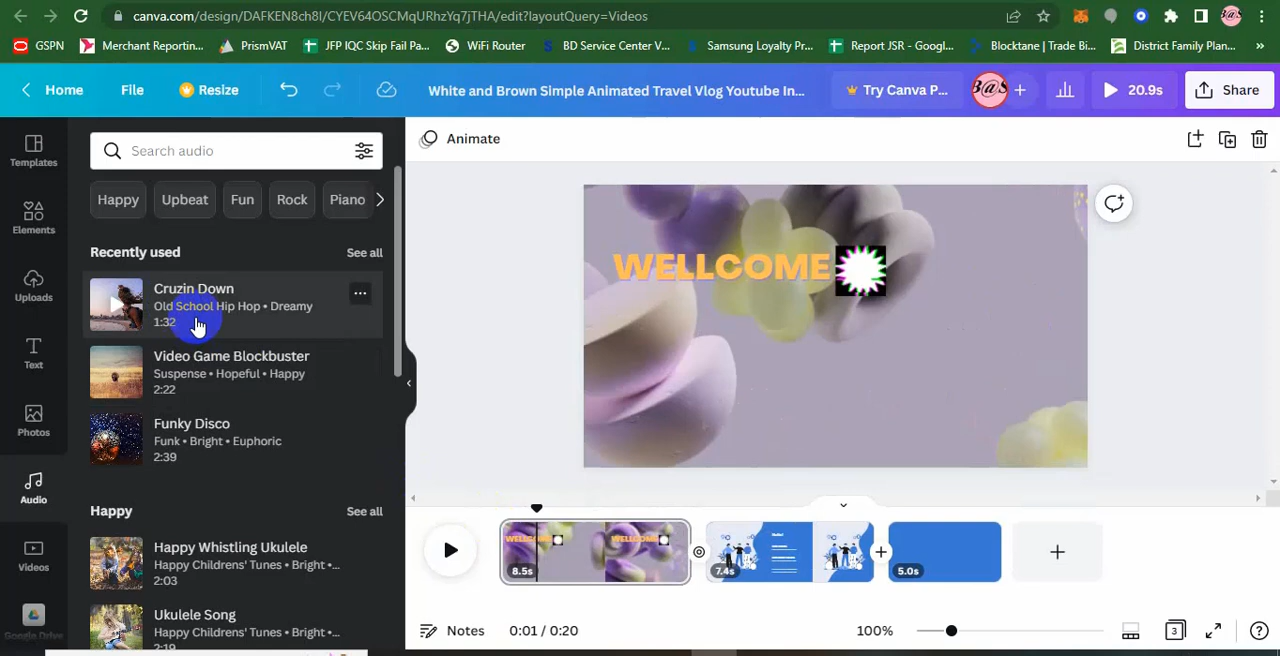 canva.com/design/DAFKEN8ch8I/CYEV64OSCMqURhzYq7jTHA/edit?layoutQuery=Videos
GSPN
Merchant Reportin...
PrismVAT
JFP IQC Skip Fail Pa...
WiFi Router
BD Service Center V...
Samsung Loyalty Pr...
Report JSR - Googl...
Blocktane | Trade Bi...
District Family Plan...
»
Home
File
Resize
White and Brown Simple Animated Travel Vlog Youtube In...
Try Canva P...
B@S
+
20.9s
Share
Templates
Elements
Uploads
Text
Photos
Audio
Videos
Google Drive
Search audio
Happy
Upbeat
Fun
Rock
Piano
Recently used
See all
Cruzin Down
Old School Hip Hop • Dreamy
1:32
Video Game Blockbuster
Suspense • Hopeful • Happy
2:22
Funky Disco
Funk • Bright • Euphoric
2:39
Happy
See all
Happy Whistling Ukulele
Happy Childrens' Tunes • Bright •...
2:03
Ukulele Song
Happy Childrens' Tunes • Bright •...
2:19
Animate
WELLCOME
8.5s
7.4s
5.0s
Notes
0:01 / 0:20
100%
3